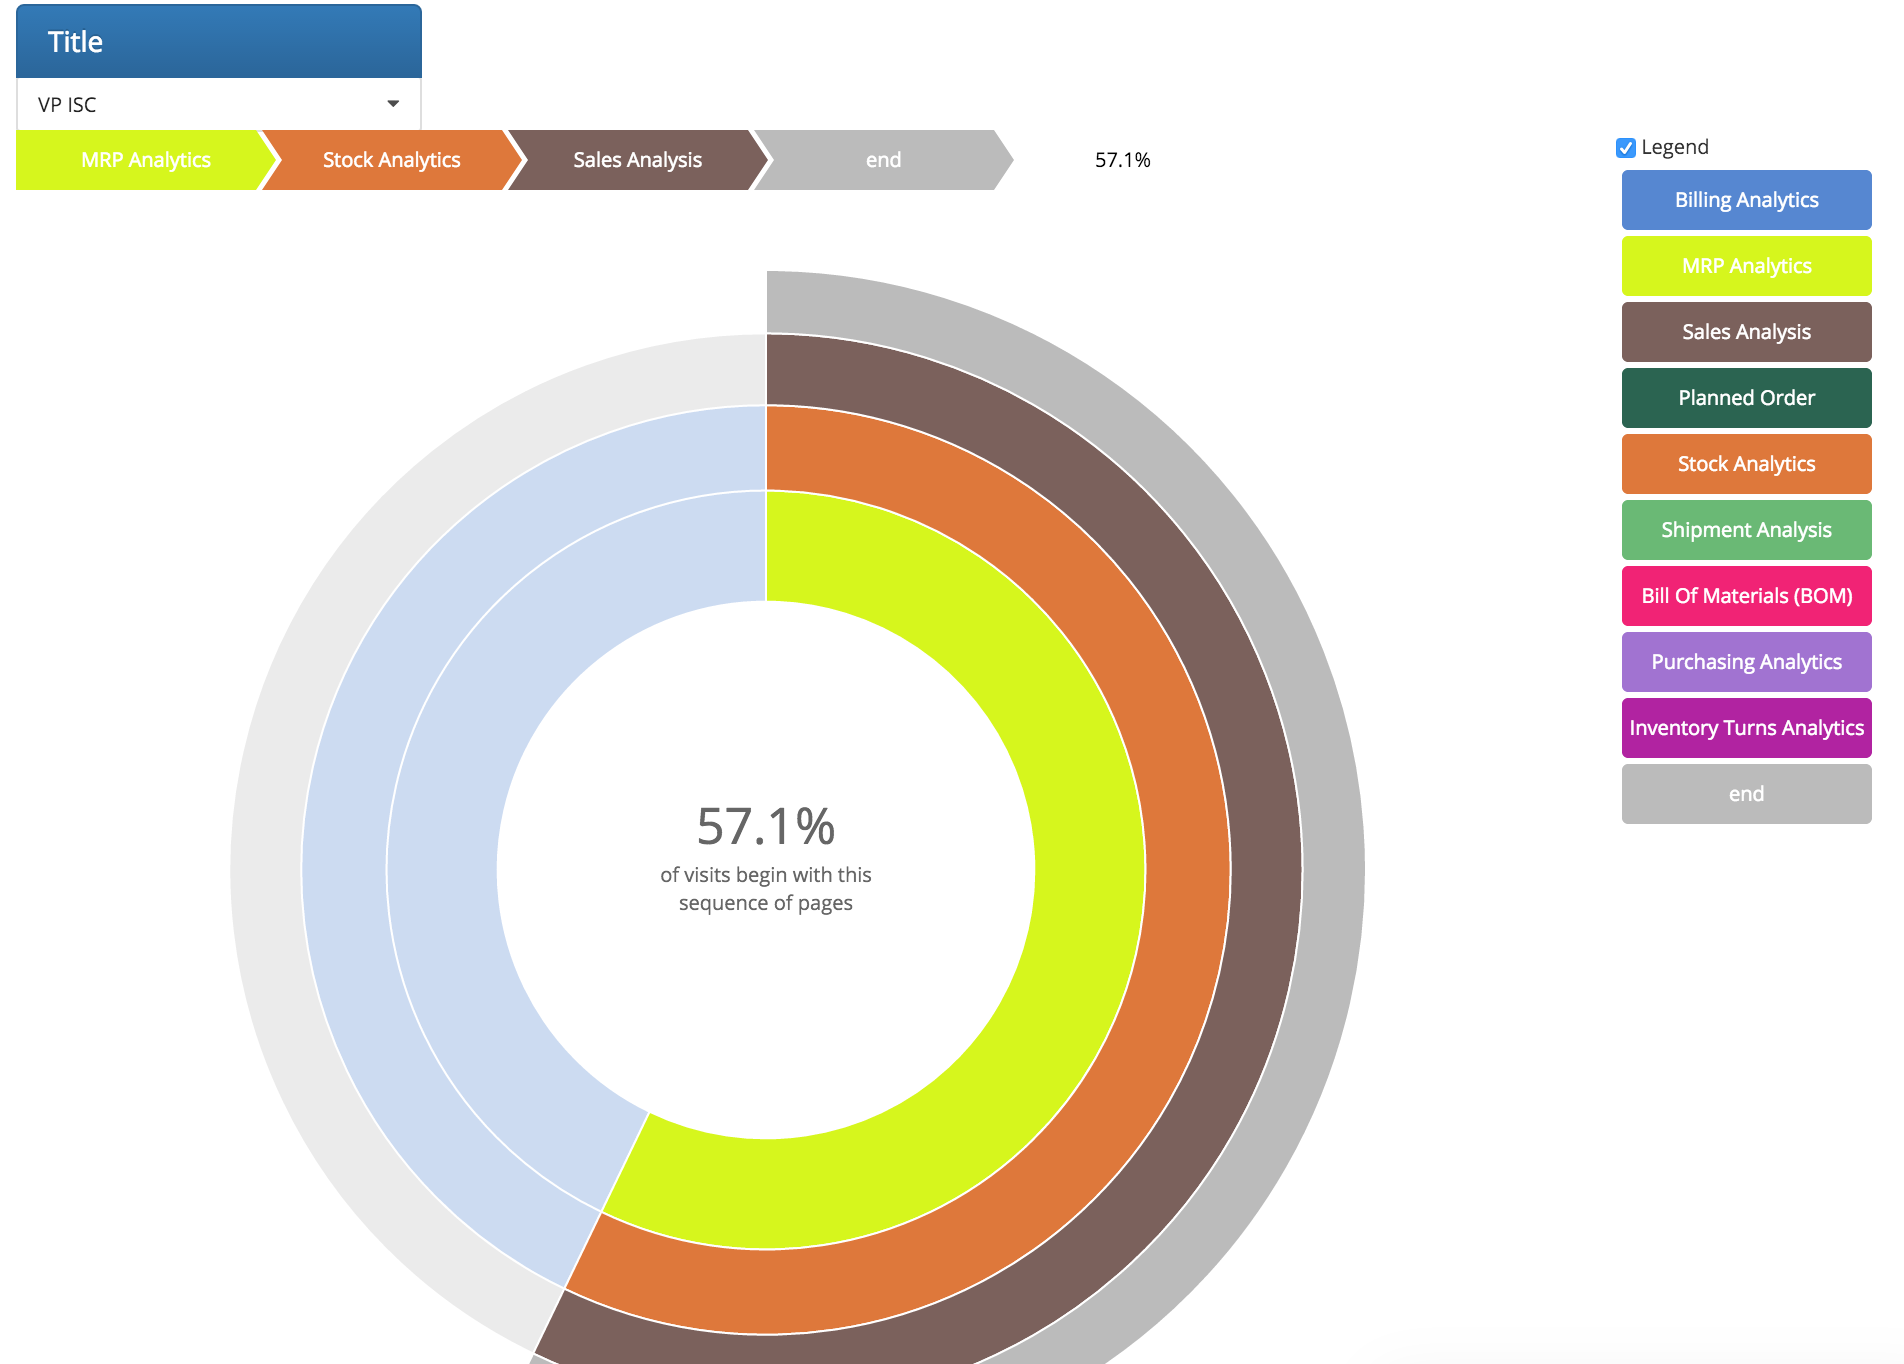 Title
VP ISC
MRP Analytics
Stock Analytics
Sales Analysis
end
57.1%
Legend
Billing Analytics
MRP Analytics
Sales Analysis
Planned Order
Stock Analytics
Shipment Analysis
Bill Of Materials (BOM)
Purchasing Analytics
Inventory Turns Analytics
end
57.1%
of visits begin with this
sequence of pages